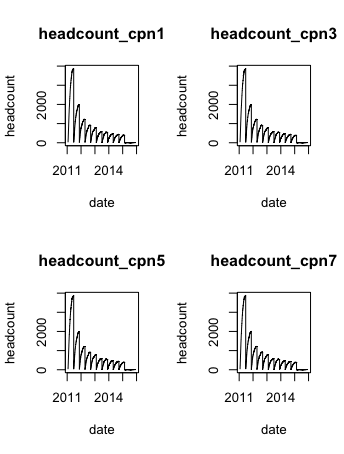 headcount_cpn1
headcount
0 2000
2011 2014
date
headcount_cpn3
headcount
0 2000
2011 2014
date
headcount_cpn5
headcount
0 2000
2011 2014
date
headcount_cpn7
headcount
0 2000
2011 2014
date